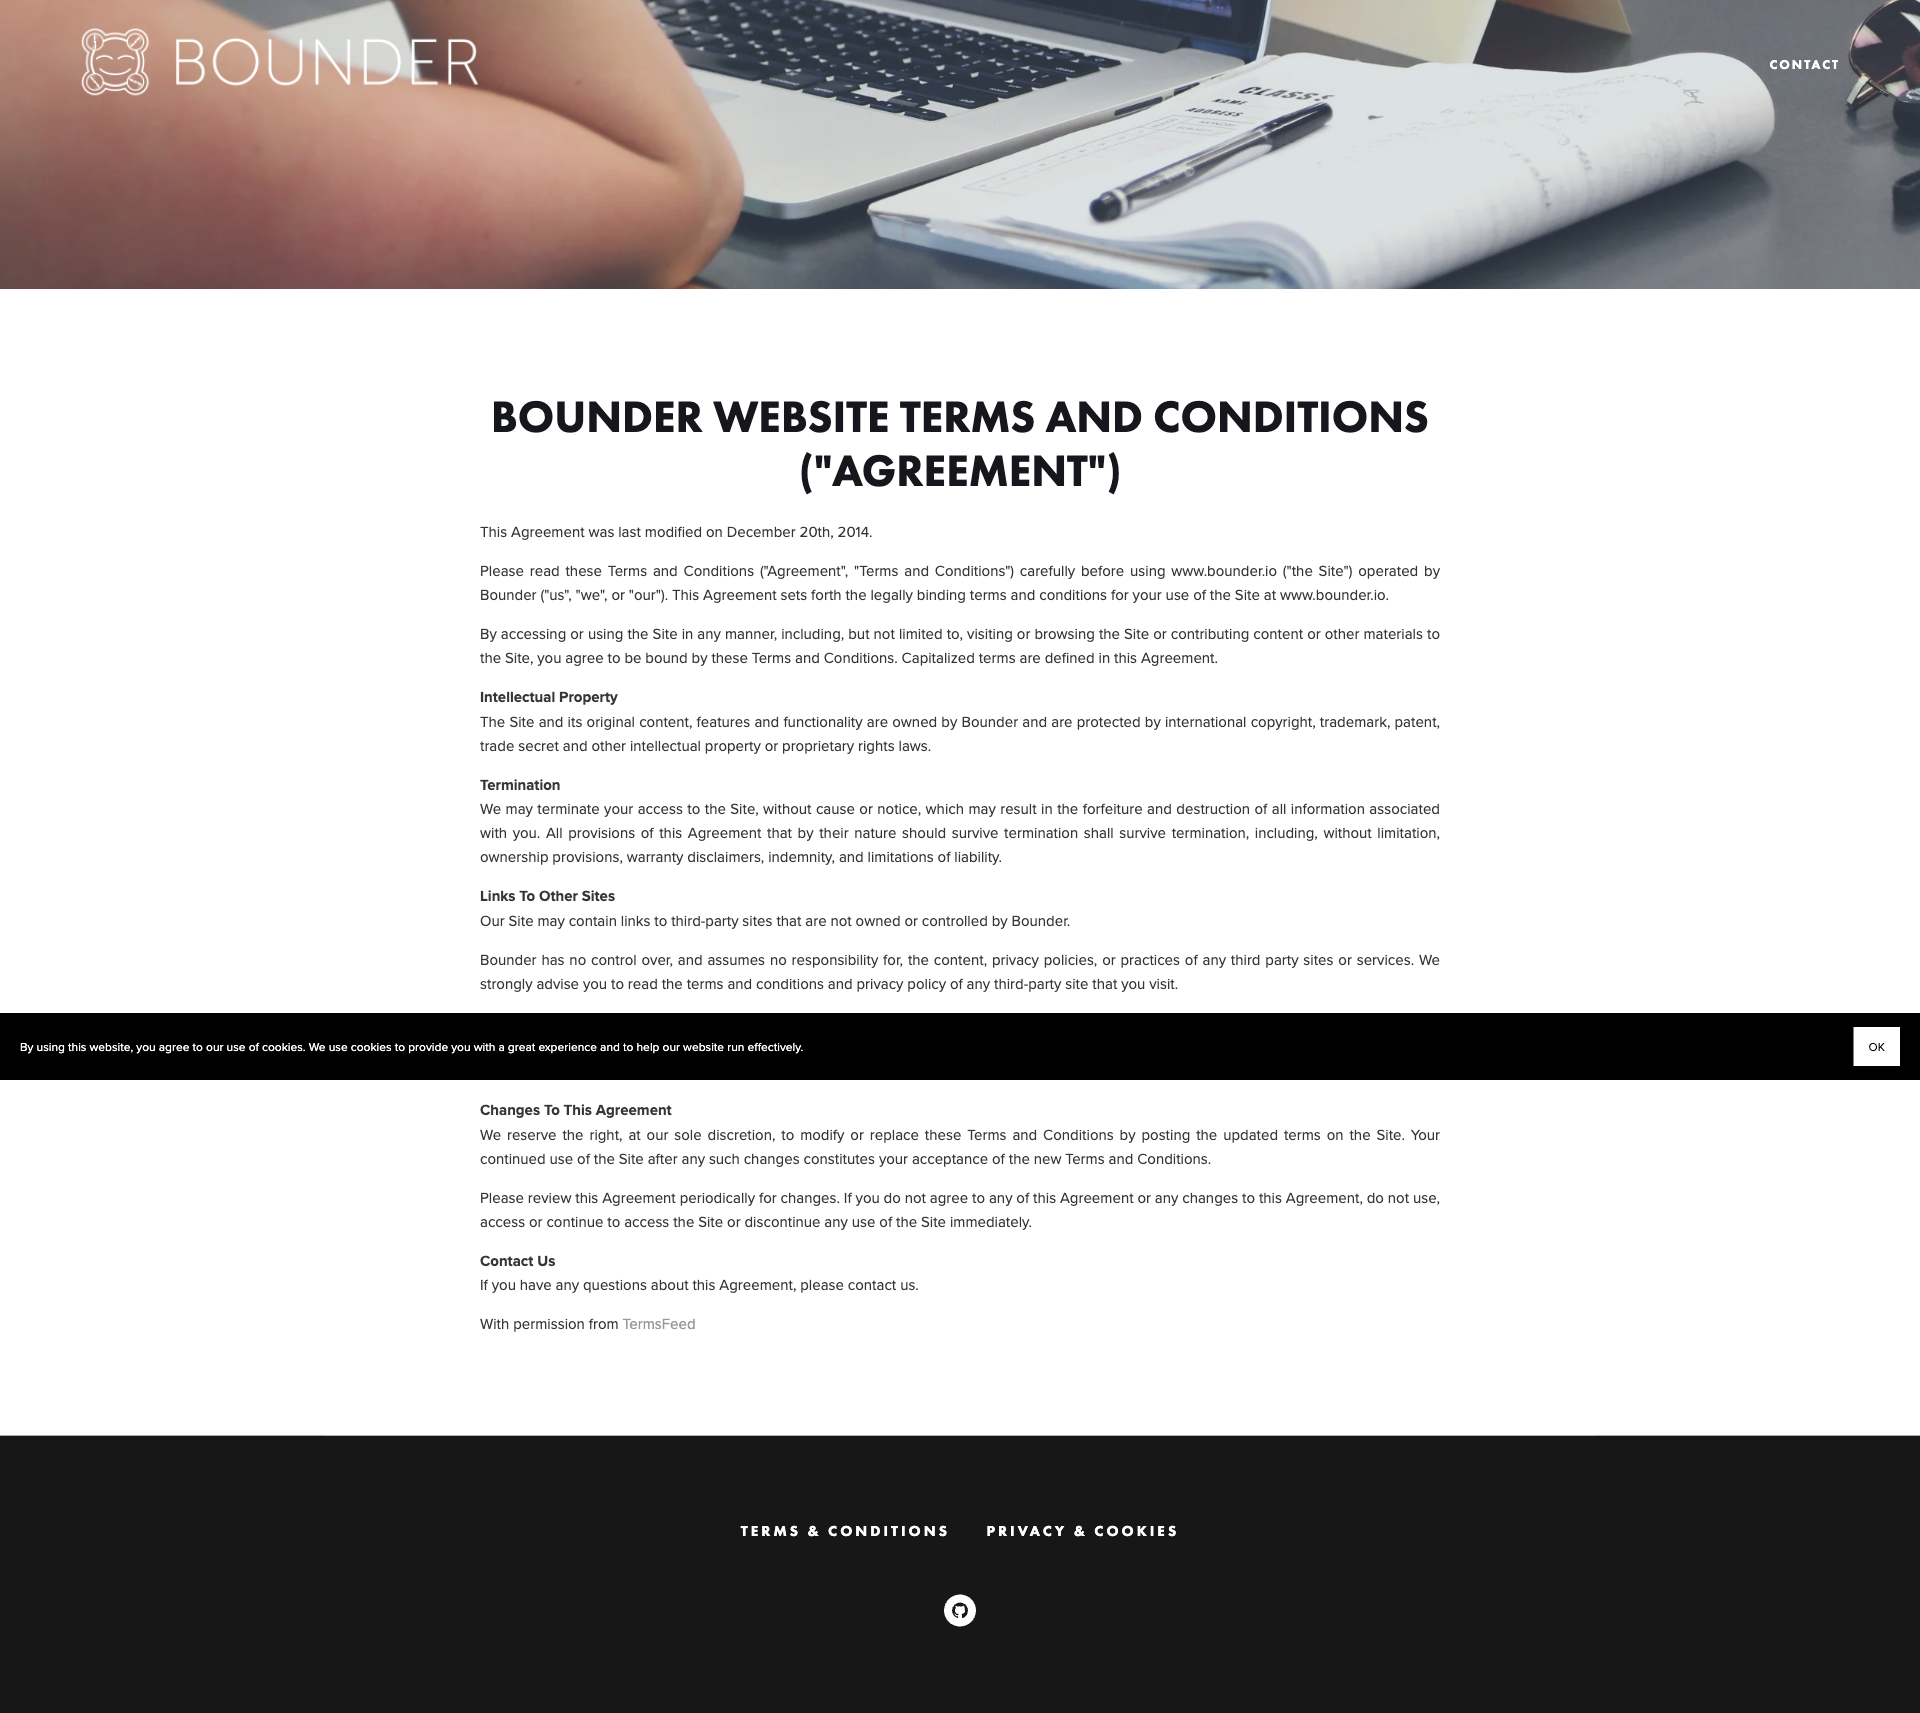 BOUNDER
CONTACT
CLASS:
NAME
ADDRESS
BOUNDER WEBSITE TERMS AND CONDITIONS
("AGREEMENT")
This Agreement was last modified on December 20th, 2014.
Please read these Terms and Conditions ("Agreement", "Terms and Conditions") carefully before using www.bounder.io ("the Site") operated by
Bounder ("us", "we", or "our"). This Agreement sets forth the legally binding terms and conditions for your use of the Site at www.bounder.io.
By accessing or using the Site in any manner, including, but not limited to, visiting or browsing the Site or contributing content or other materials to
the Site, you agree to be bound by these Terms and Conditions. Capitalized terms are defined in this Agreement.
Intellectual Property
The Site and its original content, features and functionality are owned by Bounder and are protected by international copyright, trademark, patent,
trade secret and other intellectual property or proprietary rights laws.
Termination
We may terminate your access to the Site, without cause or notice, which may result in the forfeiture and destruction of all information associated
with you. All provisions of this Agreement that by their nature should survive termination shall survive termination, including, without limitation,
ownership provisions, warranty disclaimers, indemnity, and limitations of liability.
Links To Other Sites
Our Site may contain links to third-party sites that are not owned or controlled by Bounder.
Bounder has no control over, and assumes no responsibility for, the content, privacy policies, or practices of any third party sites or services. We
strongly advise you to read the terms and conditions and privacy policy of any third-party site that you visit.
By using this website, you agree to our use of cookies. We use cookies to provide you with a great experience and to help our website run effectively.
OK
Changes To This Agreement
We reserve the right, at our sole discretion, to modify or replace these Terms and Conditions by posting the updated terms on the Site. Your
continued use of the Site after any such changes constitutes your acceptance of the new Terms and Conditions.
Please review this Agreement periodically for changes. If you do not agree to any of this Agreement or any changes to this Agreement, do not use,
access or continue to access the Site or discontinue any use of the Site immediately.
Contact Us
If you have any questions about this Agreement, please contact us.
With permission from TermsFeed
TERMS & CONDITIONS
PRIVACY & COOKIES